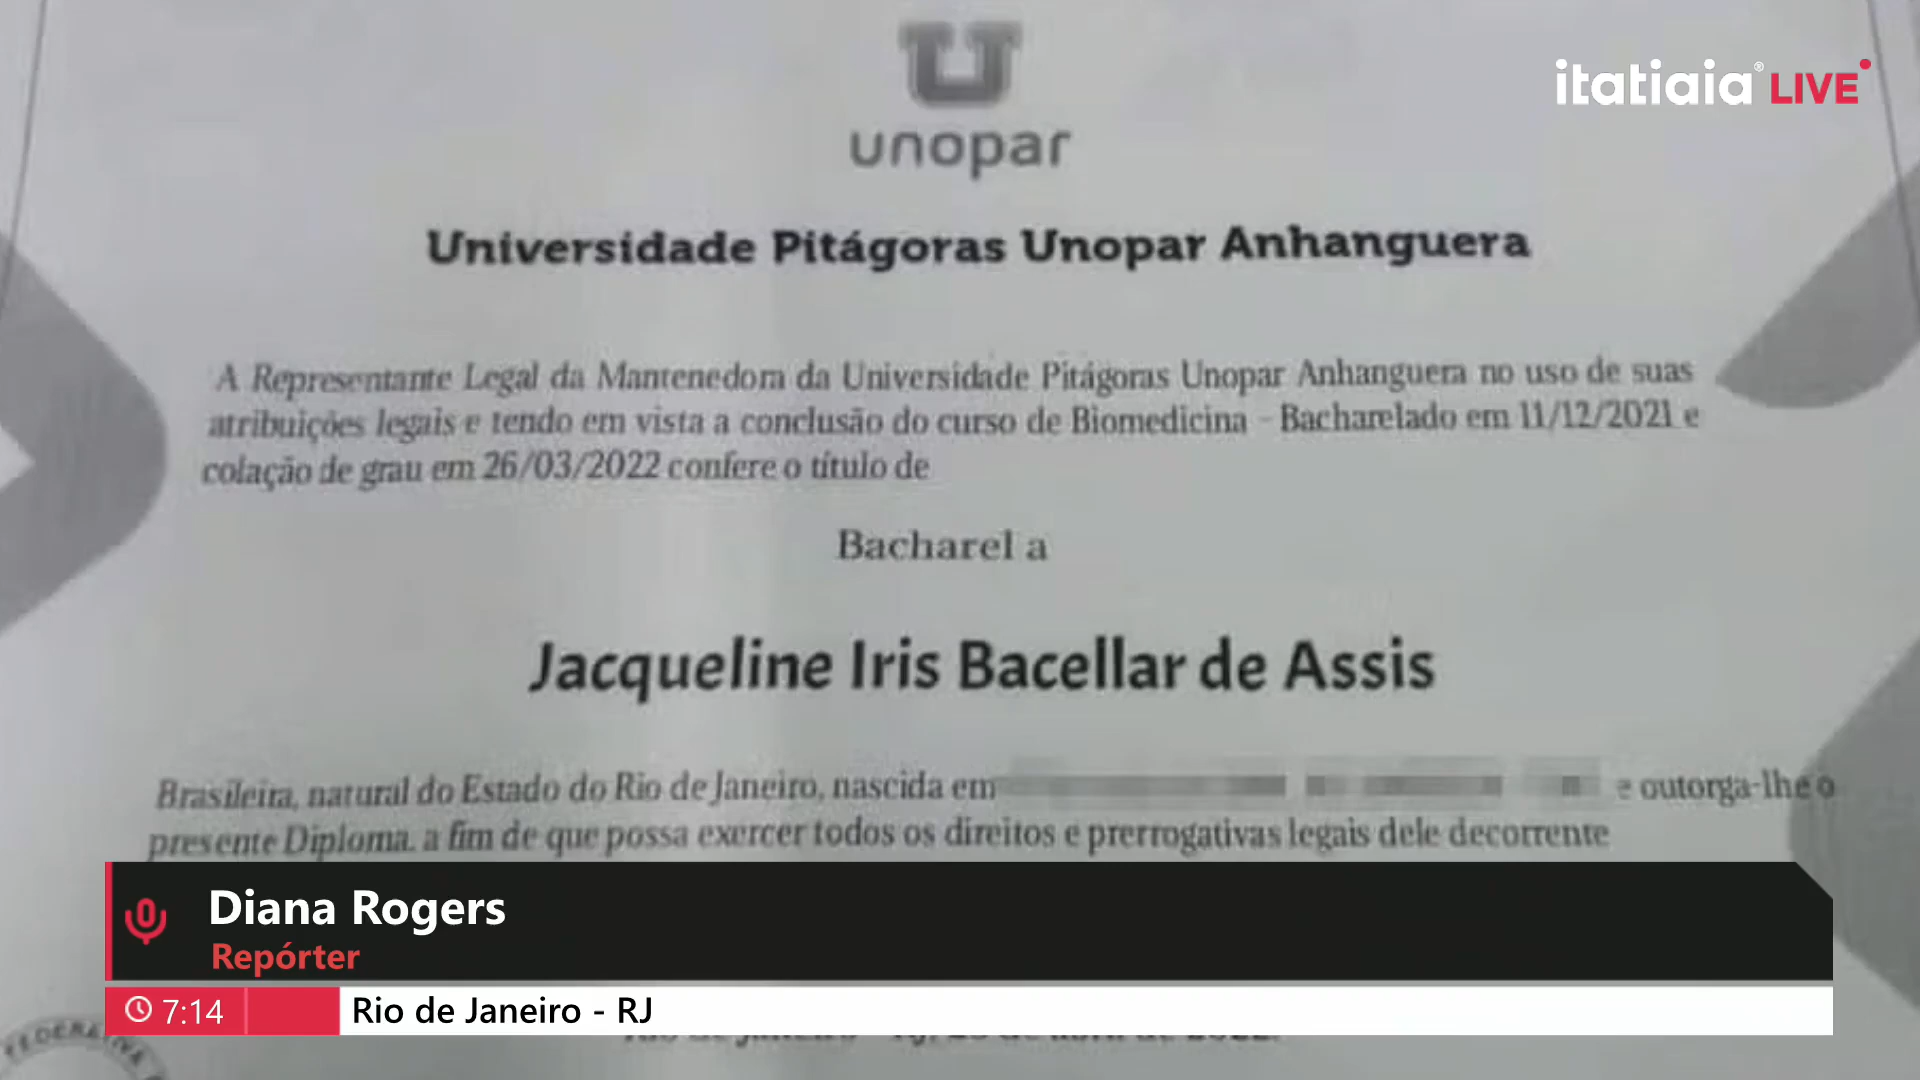 unopar
itatiaia® LIVE
Universidade Pitágoras Unopar Anhanguera
A Representante Legal da Mantenedora da Universidade Pitágoras Unopar Anhanguera no uso de suas
atribuições legais e tendo em vista a conclusão do curso de Biomedicina - Bacharelado em 11/12/2021 e
colação de grau em 26/03/2022 confere o título de
Bacharel a
Jacqueline Iris Bacellar de Assis
Brasileira, natural do Estado do Rio de Janeiro, nascida em e outorga-lhe o
presente Diploma, a fim de que possa exercer todos os direitos e prerrogativas legais dele decorrente
Diana Rogers
Repórter
7:14 Rio de Janeiro - RJ
FEDERATIVA